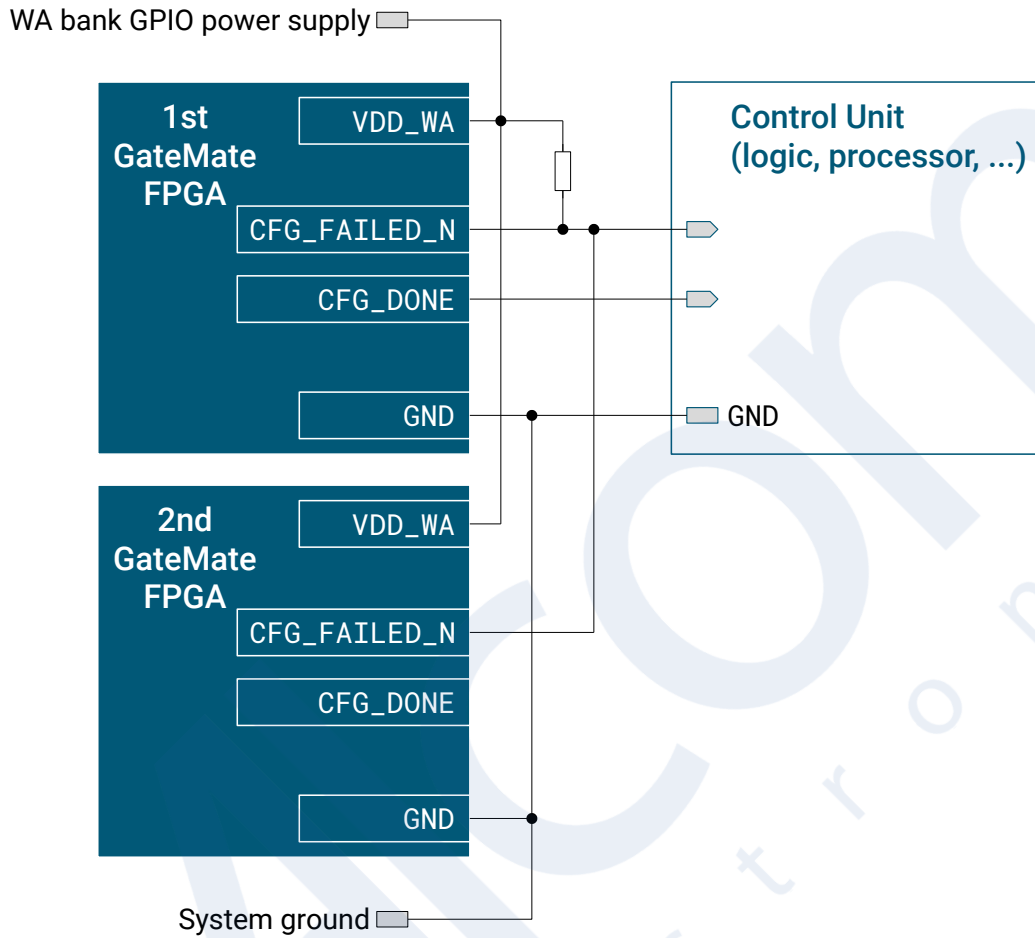 WA bank GPIO power supply
1st
GateMate
FPGA
VDD_WA
CFG_FAILED_N
CFG_DONE
GND
Control Unit
(logic, processor, ...)
GND
2nd
GateMate
FPGA
VDD_WA
CFG_FAILED_N
CFG_DONE
GND
System ground